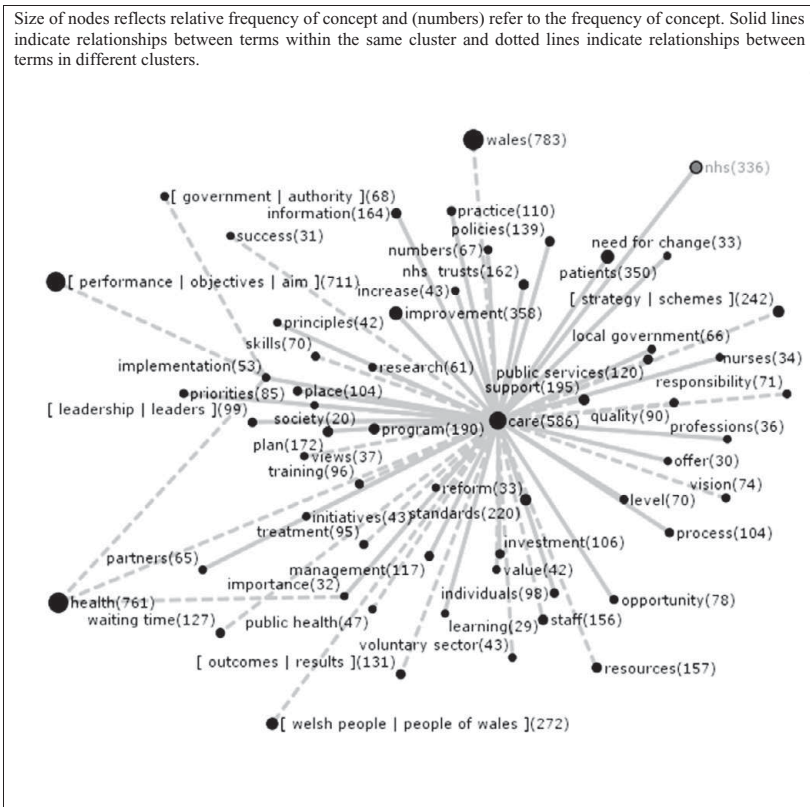 Size of nodes reflects relative frequency of concept and (numbers) refer to the frequency of concept. Solid lines
indicate relationships between terms within the same cluster and dotted lines indicate relationships between
terms in different clusters.
wales(783)
nhs(336)
[ government | authority ](68)
information(164)
practice(110)
policies(139)
success(31)
numbers(67)
need for change(33)
nhs trusts(162)
patients(350)
[ performance | objectives | aim ](711)
increase(43)
[ strategy | schemes ](242)
improvement(358)
principles(42)
local government(66)
skills(70)
implementation(53)
research(61)
public services(120)
nurses(34)
support(195)
responsibility(71)
priorities(85)
place(104)
[ leadership | leaders ](99)
society(20)
care(586)
quality(90)
program(190)
professions(36)
plan(172)
views(37)
offer(30)
training(96)
vision(74)
reform(33)
level(70)
initiatives(43)
standards(220)
treatment(95)
process(104)
investment(106)
partners(65)
management(117)
value(42)
importance(32)
individuals(98)
health(761)
opportunity(78)
waiting time(127)
public health(47)
learning(29)
staff(156)
voluntary sector(43)
[ outcomes | results ](131)
resources(157)
[ welsh people | people of wales ](272)